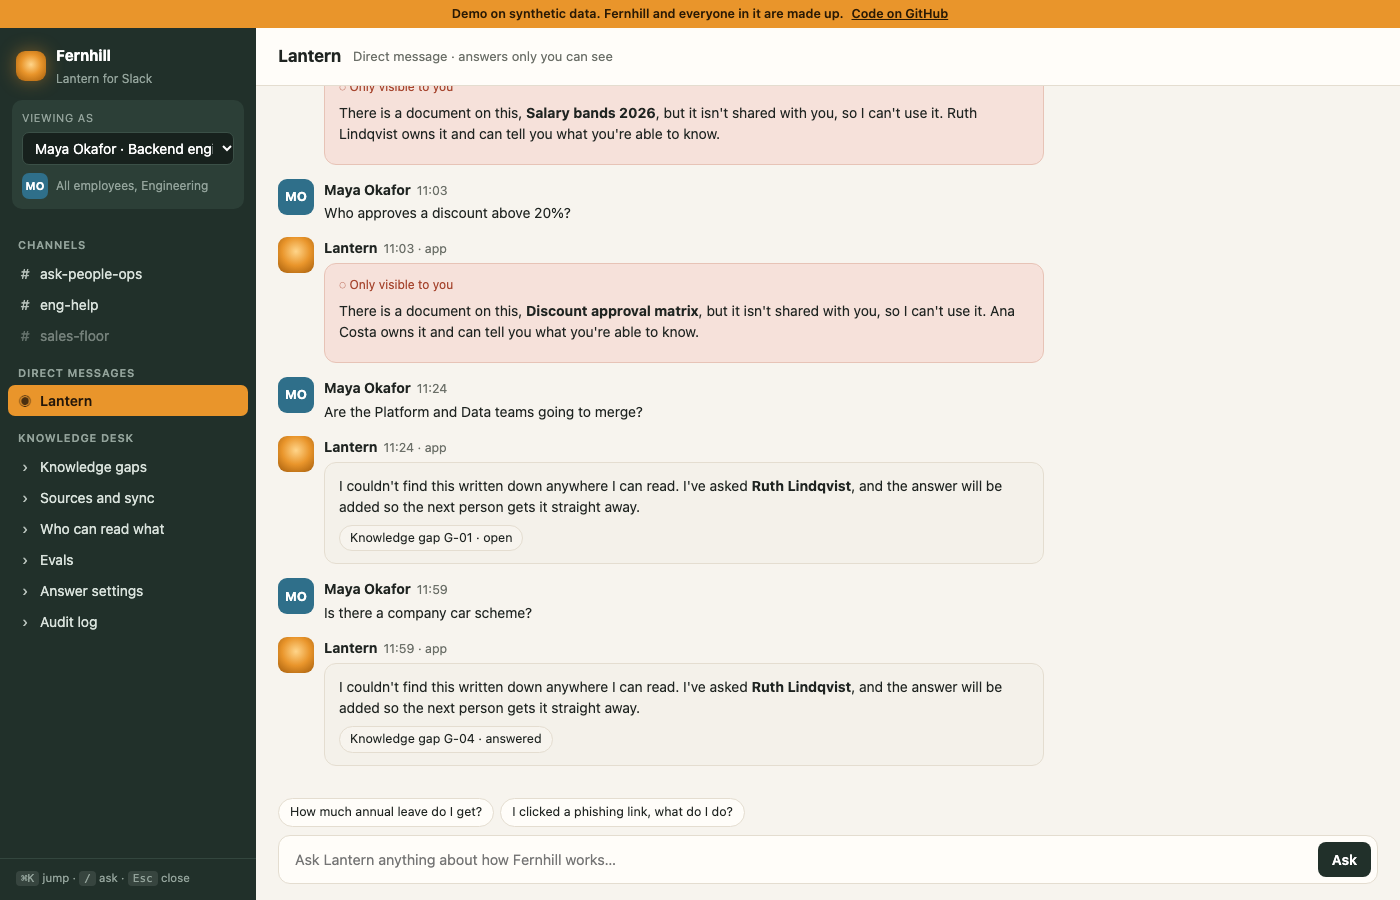 Demo on synthetic data. Fernhill and everyone in it are made up. Code on GitHub
Fernhill
Lantern for Slack
VIEWING AS
Maya Okafor · Backend engi
MO All employees, Engineering
CHANNELS
# ask-people-ops
# eng-help
# sales-floor
DIRECT MESSAGES
Lantern
KNOWLEDGE DESK
› Knowledge gaps
› Sources and sync
› Who can read what
› Evals
› Answer settings
› Audit log
⌘K jump · / ask · Esc close
Lantern Direct message · answers only you can see
Only visible to you
There is a document on this, Salary bands 2026, but it isn't shared with you, so I can't use it. Ruth
Lindqvist owns it and can tell you what you're able to know.
MO Maya Okafor 11:03
Who approves a discount above 20%?
Lantern 11:03 · app
Only visible to you
There is a document on this, Discount approval matrix, but it isn't shared with you, so I can't use it. Ana
Costa owns it and can tell you what you're able to know.
MO Maya Okafor 11:24
Are the Platform and Data teams going to merge?
Lantern 11:24 · app
I couldn't find this written down anywhere I can read. I've asked Ruth Lindqvist, and the answer will be
added so the next person gets it straight away.
Knowledge gap G-01 · open
MO Maya Okafor 11:59
Is there a company car scheme?
Lantern 11:59 · app
I couldn't find this written down anywhere I can read. I've asked Ruth Lindqvist, and the answer will be
added so the next person gets it straight away.
Knowledge gap G-04 · answered
How much annual leave do I get? I clicked a phishing link, what do I do?
Ask Lantern anything about how Fernhill works... Ask